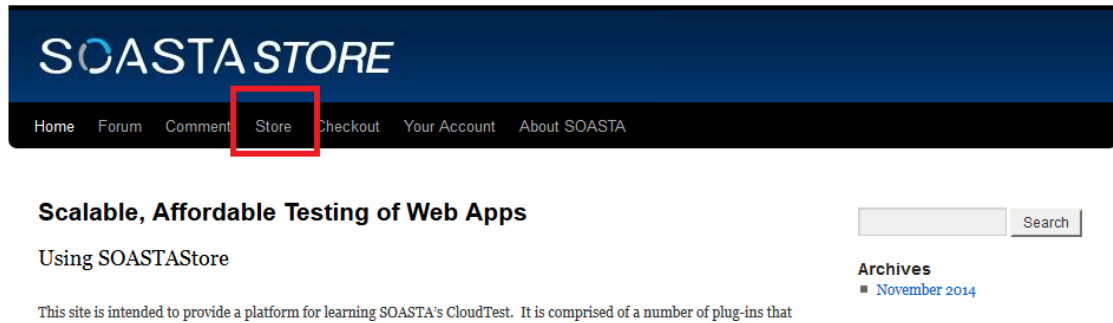 SOASTA STORE
Home Forum Comment Store Checkout Your Account About SOASTA
Scalable, Affordable Testing of Web Apps
Using SOASTAStore
This site is intended to provide a platform for learning SOASTA's CloudTest. It is comprised of a number of plug-ins that
Search
Archives
November 2014